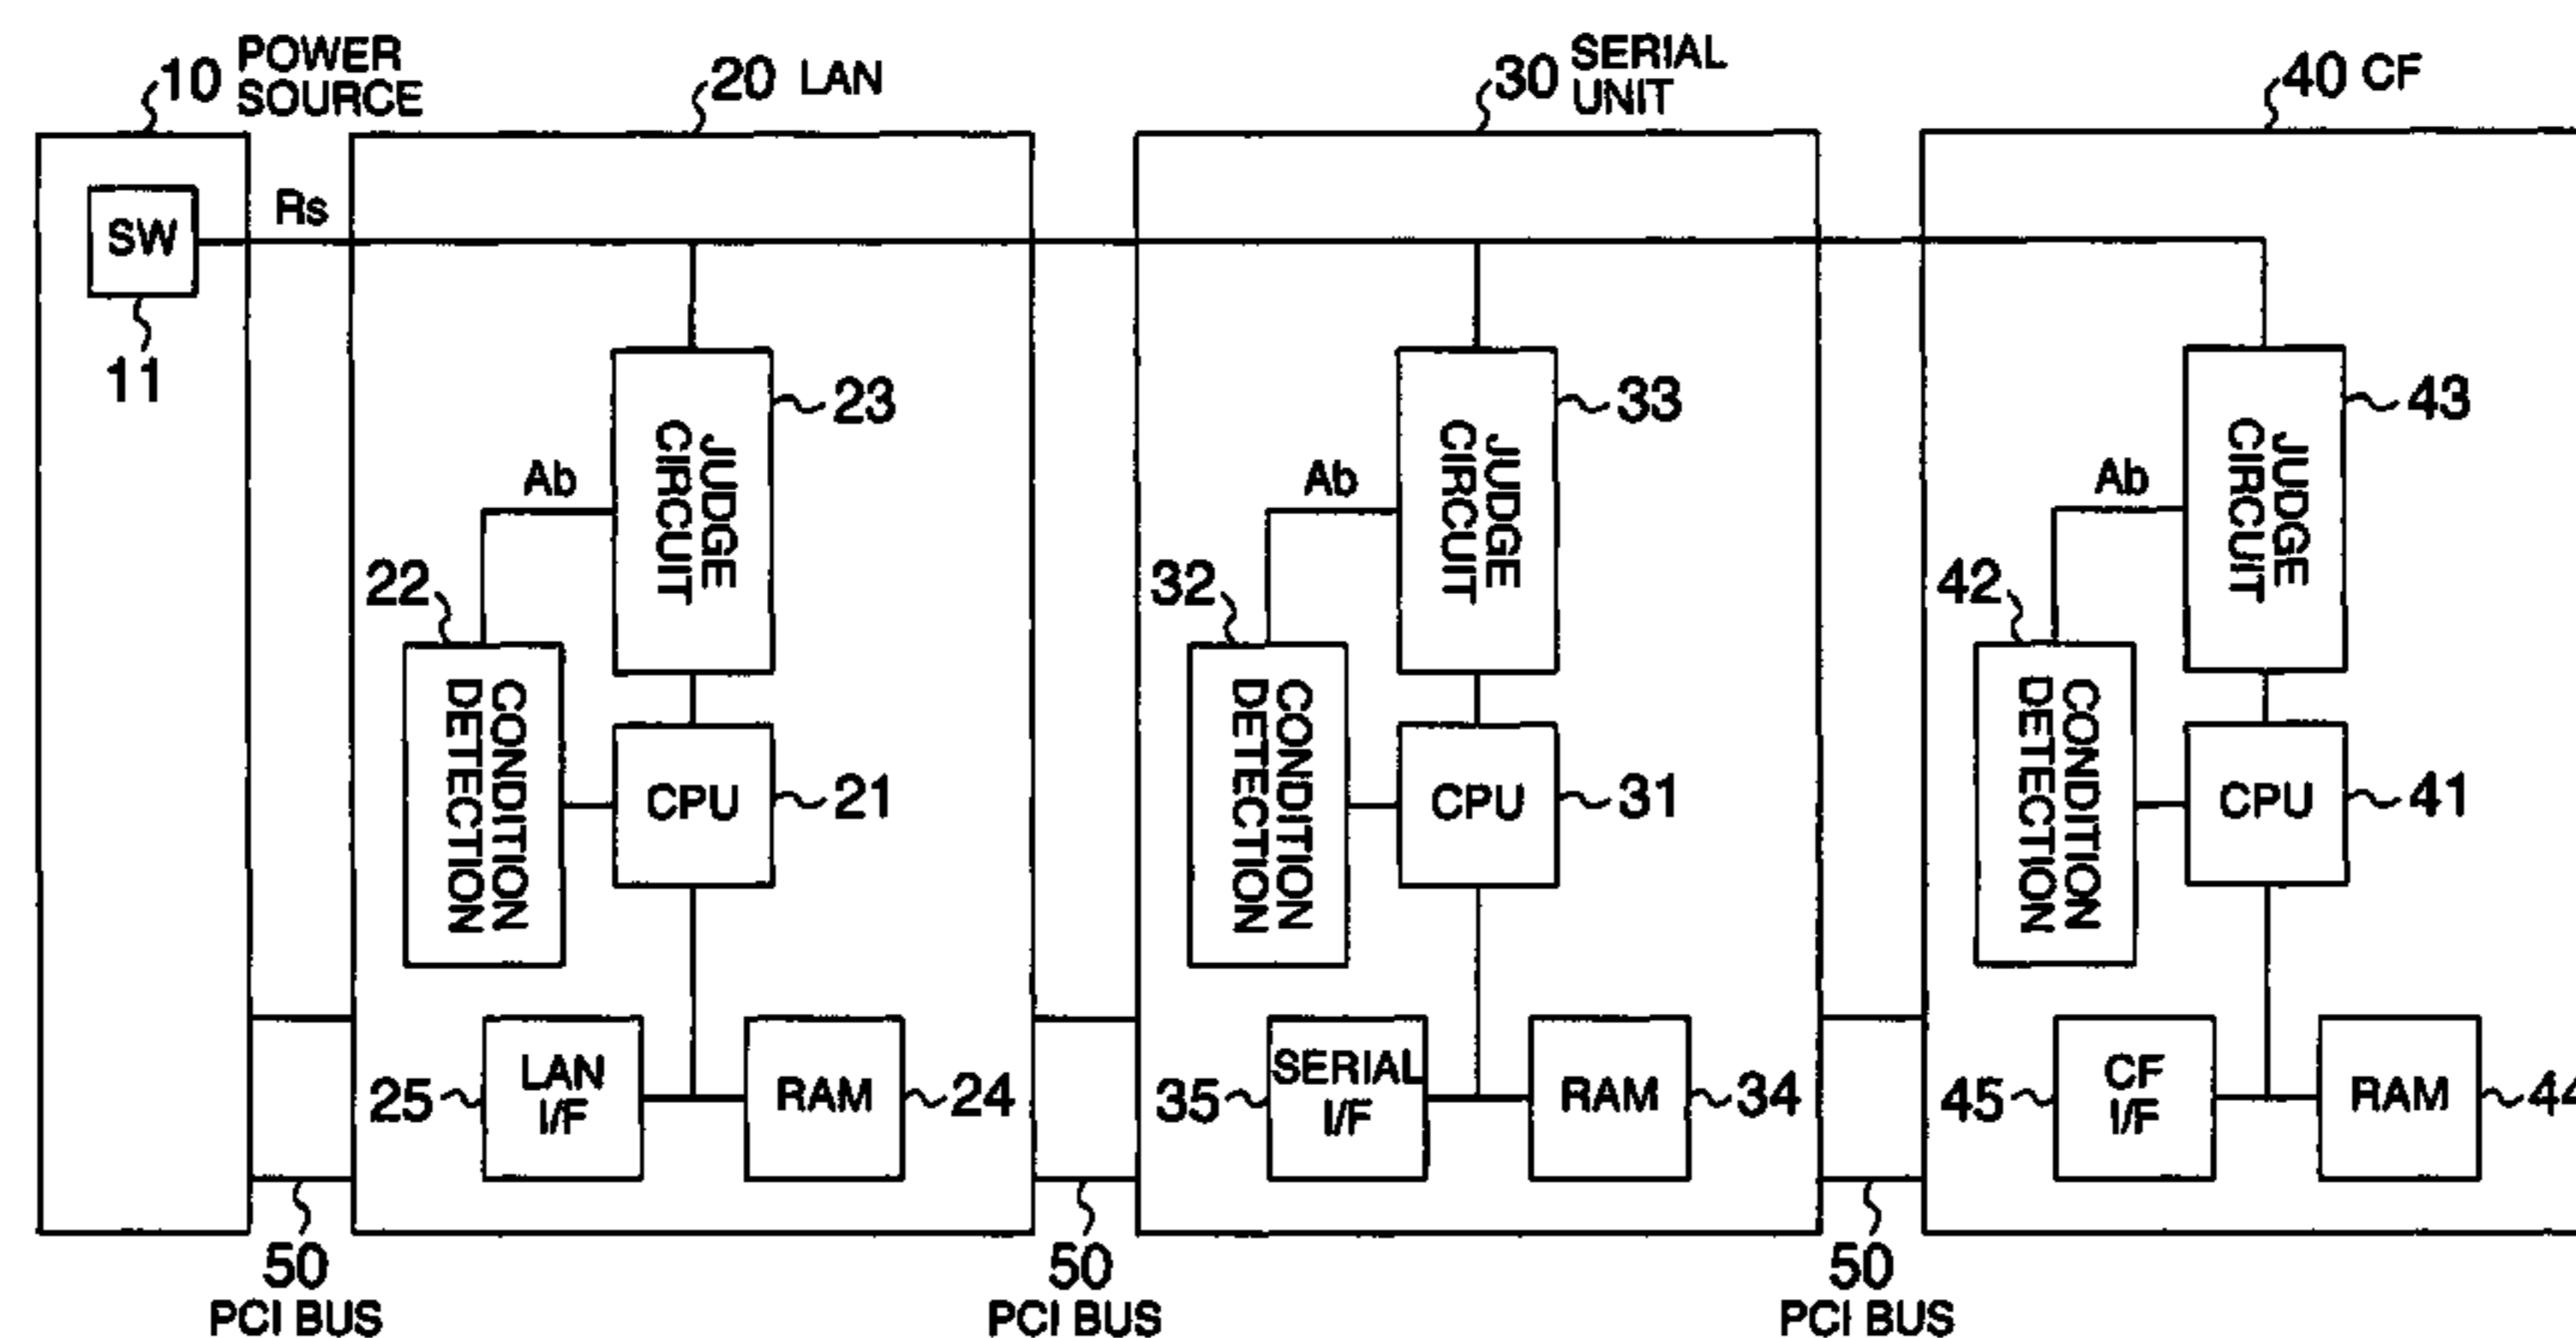 10 POWER
SOURCE
20 LAN
30 SERIAL
UNIT
40 CF
SW
Rs
11
JUDGE
CIRCUIT
23
Ab
22
CONDITION
DETECTION
CPU
21
LAN
I/F
25
RAM
24
JUDGE
CIRCUIT
33
Ab
32
CONDITION
DETECTION
CPU
31
SERIAL
I/F
35
RAM
34
JUDGE
CIRCUIT
43
Ab
42
CONDITION
DETECTION
CPU
41
CF
I/F
45
RAM
44
50
PCI BUS
50
PCI BUS
50
PCI BUS